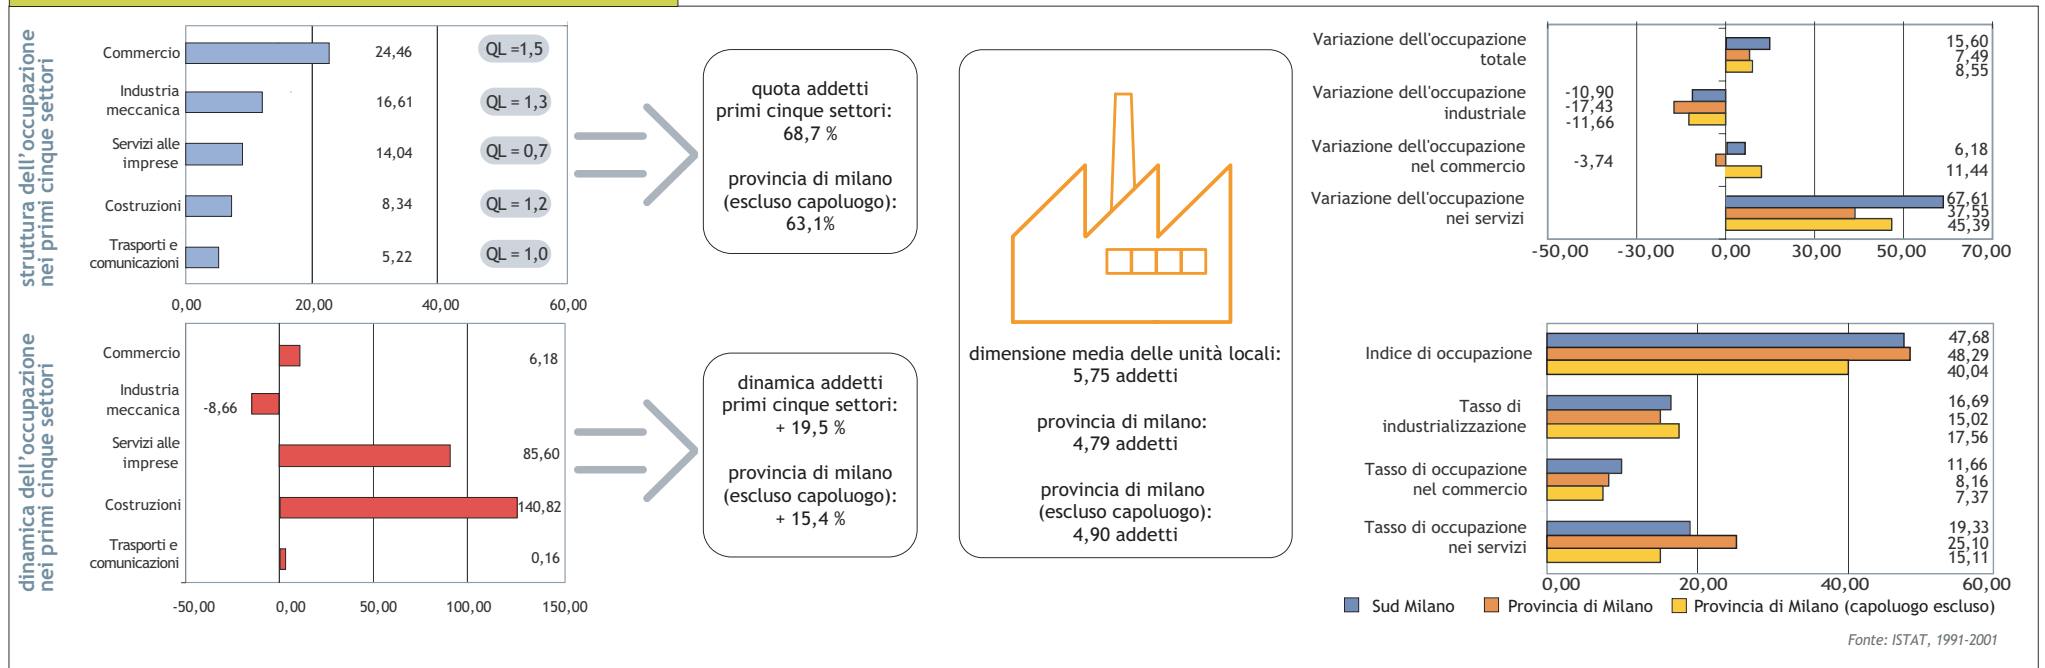 struttura dell'occupazione
nei primi cinque settori
Commercio
24,46
QL =1,5
Industria
meccanica
16,61
QL = 1,3
Servizi alle
imprese
14,04
QL = 0,7
Costruzioni
8,34
QL = 1,2
Trasporti e
comunicazioni
5,22
QL = 1,0
0,00
20,00
40,00
60,00
quota addetti
primi cinque settori:
68,7 %
provincia di milano
(escluso capoluogo):
63,1%
dinamica dell'occupazione
nei primi cinque settori
Commercio
6,18
Industria
meccanica
-8,66
Servizi alle
imprese
85,60
Costruzioni
140,82
Trasporti e
comunicazioni
0,16
-50,00
0,00
50,00
100,00
150,00
dinamica addetti
primi cinque settori:
+ 19,5 %
provincia di milano
(escluso capoluogo):
+ 15,4 %
dimensione media delle unità locali:
5,75 addetti
provincia di milano:
4,79 addetti
provincia di milano
(escluso capoluogo):
4,90 addetti
Variazione dell'occupazione
totale
15,60
7,49
8,55
Variazione dell'occupazione
industriale
-10,90
-17,43
-11,66
Variazione dell'occupazione
nel commercio
6,18
-3,74
11,44
Variazione dell'occupazione
nei servizi
67,61
37,55
45,39
-50,00
-30,00
0,00
30,00
50,00
70,00
Indice di occupazione
47,68
48,29
40,04
Tasso di
industrializzazione
16,69
15,02
17,56
Tasso di occupazione
nel commercio
11,66
8,16
7,37
Tasso di occupazione
nei servizi
19,33
25,10
15,11
0,00
20,00
40,00
60,00
Sud Milano
Provincia di Milano
Provincia di Milano (capoluogo escluso)
Fonte: ISTAT, 1991-2001